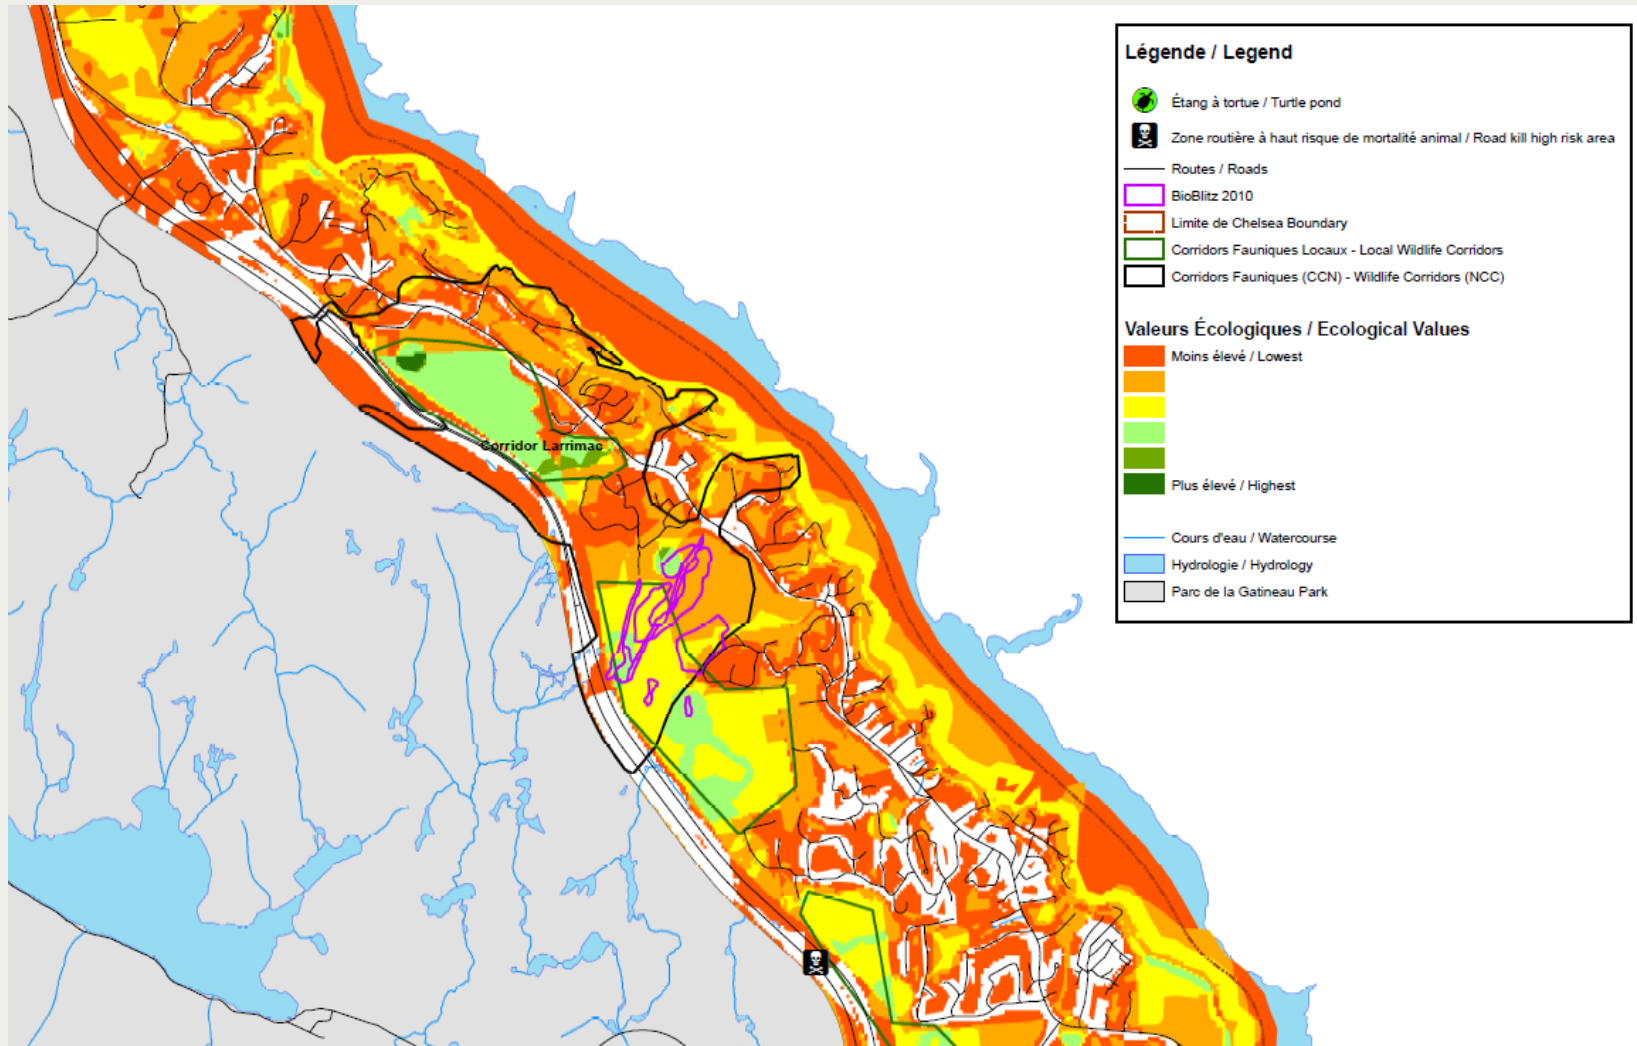 Légende / Legend
Étang à tortue / Turtle pond
Zone routière à haut risque de mortalité animal / Road kill high risk area
Routes / Roads
BioBlitz 2010
Limite de Chelsea Boundary
Corridors Fauniques Locaux - Local Wildlife Corridors
Corridors Fauniques (CCN) - Wildlife Corridors (NCC)
Valeurs Écologiques / Ecological Values
Moins élevé / Lowest
Plus élevé / Highest
Cours d'eau / Watercourse
Hydrologie / Hydrology
Parc de la Gatineau Park
Corridor Larrimac